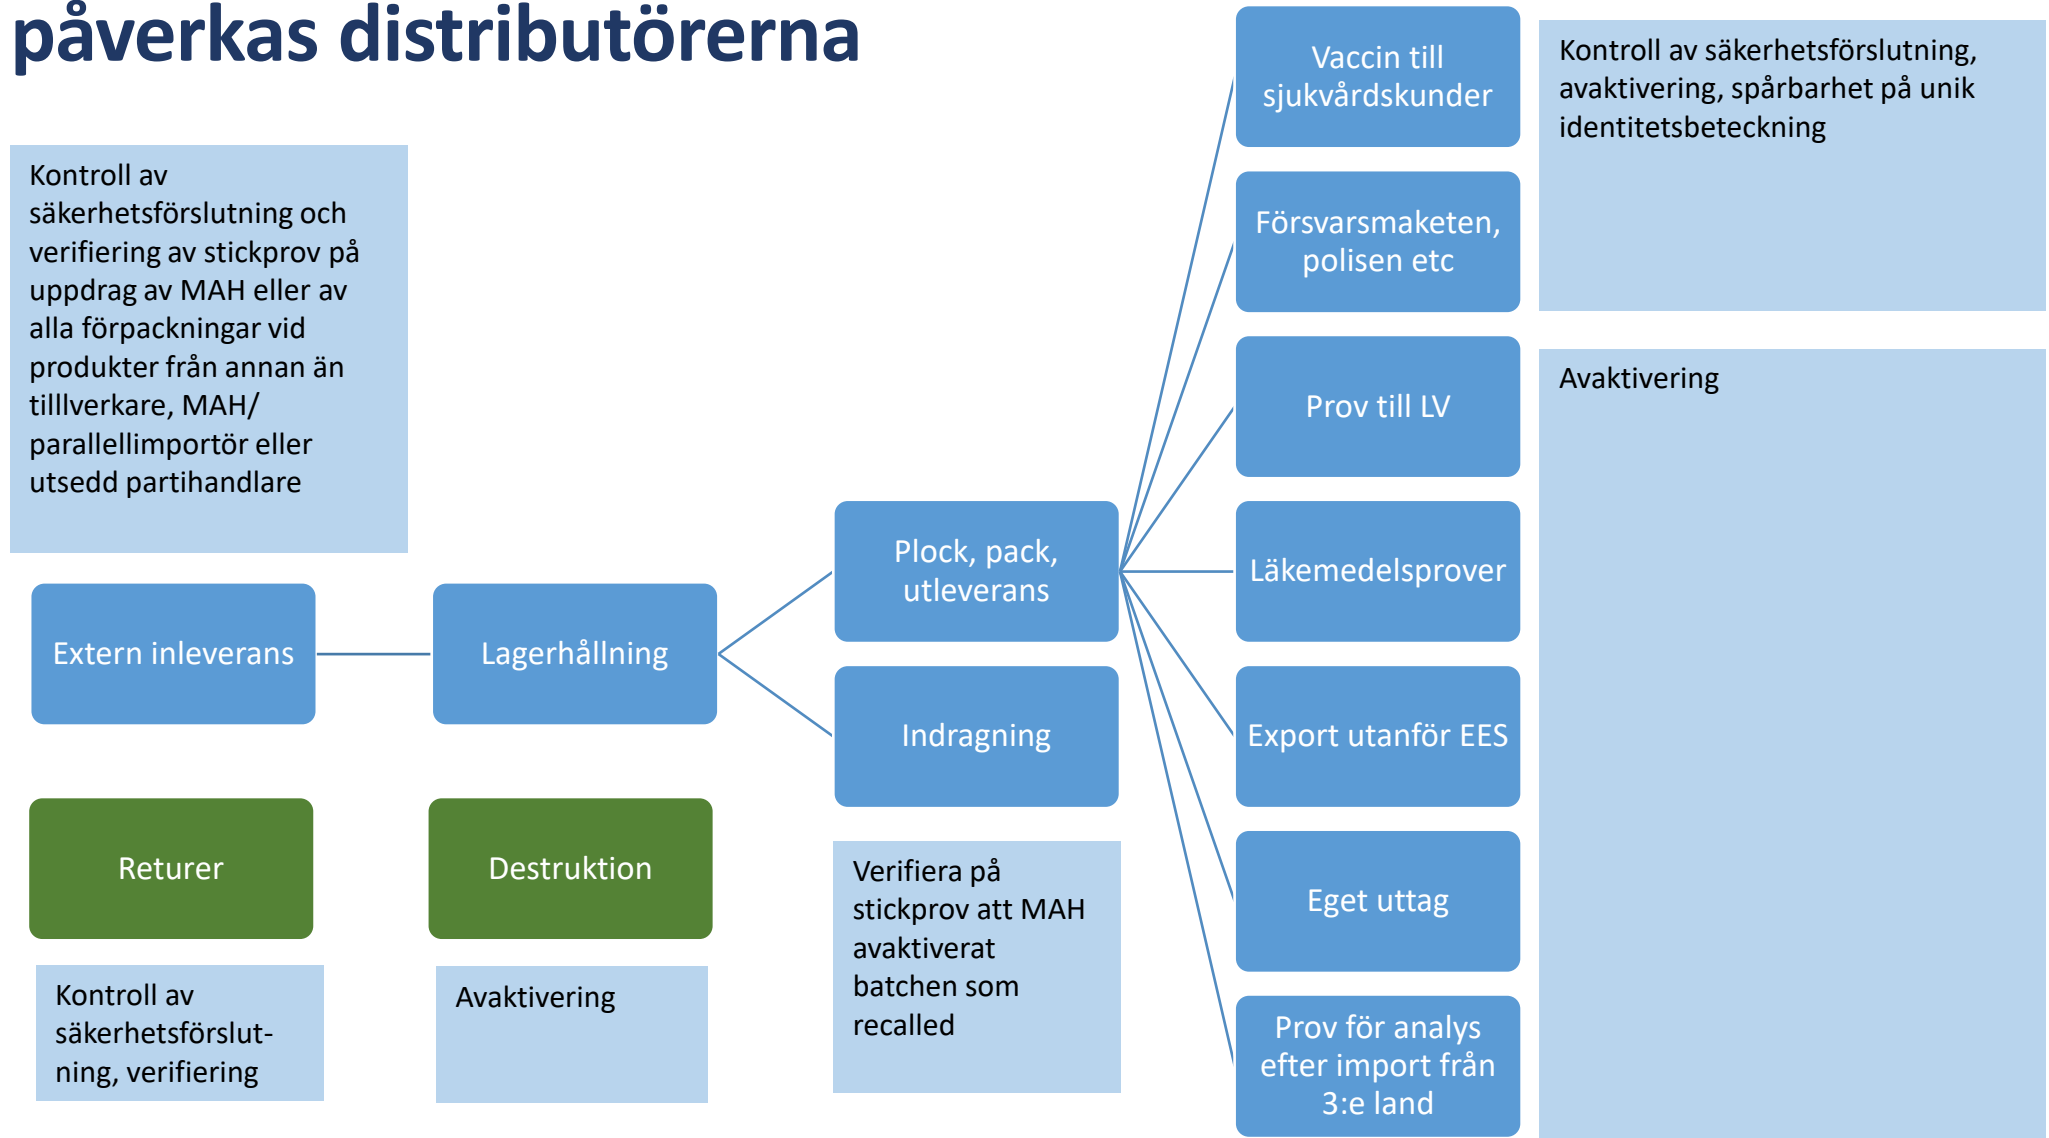 påverkas distributörerna
Kontroll av
säkerhetsförslutning och
verifiering av stickprov på
uppdrag av MAH eller av
alla förpackningar vid
produkter från annan än
tilllverkare, MAH/
parallellimportör eller
utsedd partihandlare
Extern inleverans
Lagerhållning
Returer
Destruktion
Kontroll av
säkerhetsförslut-
ning, verifiering
Avaktivering
Plock, pack,
utleverans
Indragning
Verifiera på
stickprov att MAH
avaktiverat
batchen som
recalled
Vaccin till
sjukvårdskunder
Försvarsmaketen,
polisen etc
Prov till LV
Läkemedelsprover
Export utanför EES
Eget uttag
Prov för analys
efter import från
3:e land
Kontroll av säkerhetsförslutning,
avaktivering, spårbarhet på unik
identitetsbeteckning
Avaktivering